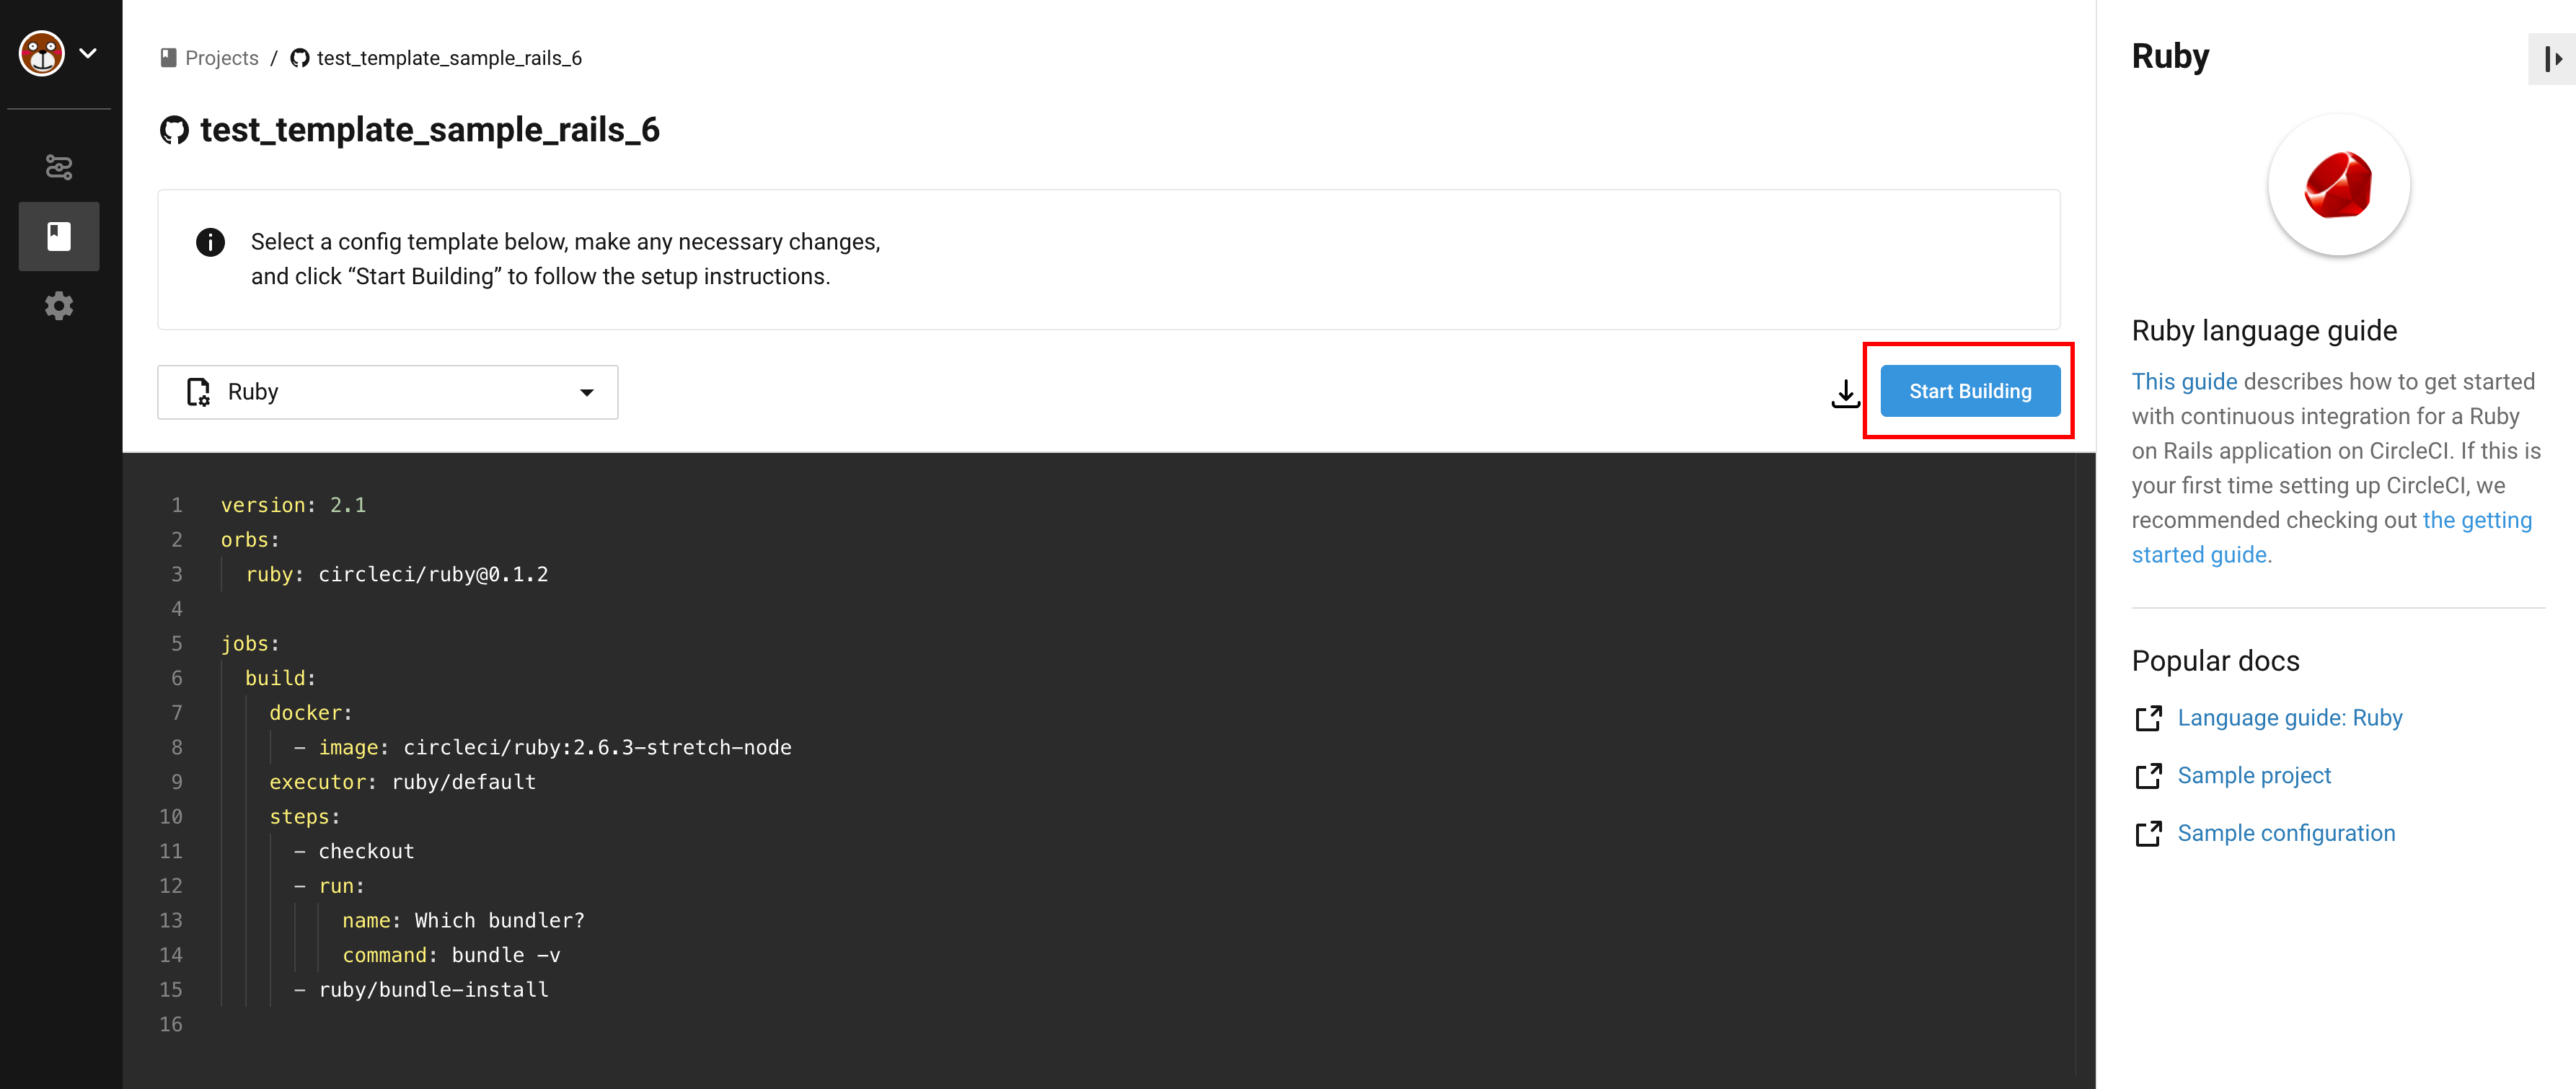 Projects / test_template_sample_rails_6
test_template_sample_rails_6
Select a config template below, make any necessary changes,
and click “Start Building” to follow the setup instructions.
Ruby
Start Building
1 version: 2.1
2 orbs:
3 ruby: circleci/ruby@0.1.2
4
5 jobs:
6 build:
7 docker:
8 - image: circleci/ruby:2.6.3-stretch-node
9 executor: ruby/default
10 steps:
11 - checkout
12 - run:
13 name: Which bundler?
14 command: bundle -v
15 - ruby/bundle-install
16
Ruby
Ruby language guide
This guide describes how to get started
with continuous integration for a Ruby
on Rails application on CircleCI. If this is
your first time setting up CircleCI, we
recommended checking out the getting
started guide.
Popular docs
Language guide: Ruby
Sample project
Sample configuration